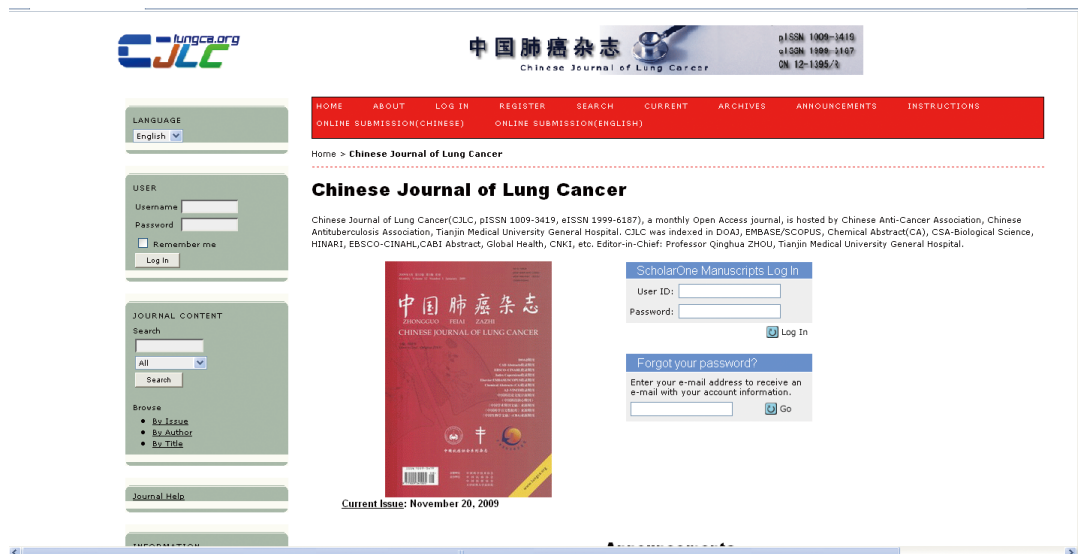 lungca.org
CJLC
中国肺癌杂志
Chinese Journal of Lung Cancer
pISSN 1009-3419
CN 12-1395/R
LANGUAGE
English
USER
Username
Password
Remember me
Log In
JOURNAL CONTENT
Search
All
Search
Browse
By Issue
By Author
By Title
Journal Help
INFORMATION
HOME ABOUT LOG IN REGISTER SEARCH CURRENT ARCHIVES ANNOUNCEMENTS INSTRUCTIONS
ONLINE SUBMISSION(CHINESE) ONLINE SUBMISSION(ENGLISH)
Home > Chinese Journal of Lung Cancer
Chinese Journal of Lung Cancer
Chinese Journal of Lung Cancer(CJLC, pISSN 1009-3419, eISSN 1999-6187), a monthly Open Access journal, is hosted by Chinese Anti-Cancer Association, Chinese
Antituberculosis Association, Tianjin Medical University General Hospital. CJLC was indexed in DOAJ, EMBASE/SCOPUS, Chemical Abstract(CA), CSA-Biological Science,
HINARI, EBSCO-CINAHL,CABI Abstract, Global Health, CNKI, etc. Editor-in-Chief: Professor Qinghua ZHOU, Tianjin Medical University General Hospital.
中国肺癌杂志
ZHONGGUO FEIAI ZAZHI
CHINESE JOURNAL OF LUNG CANCER
www.lungca.org
Current Issue: November 20, 2009
ScholarOne Manuscripts Log In
User ID:
Password:
Log In
Forgot your password?
Enter your e-mail address to receive an
e-mail with your account information.
Go
Announcements